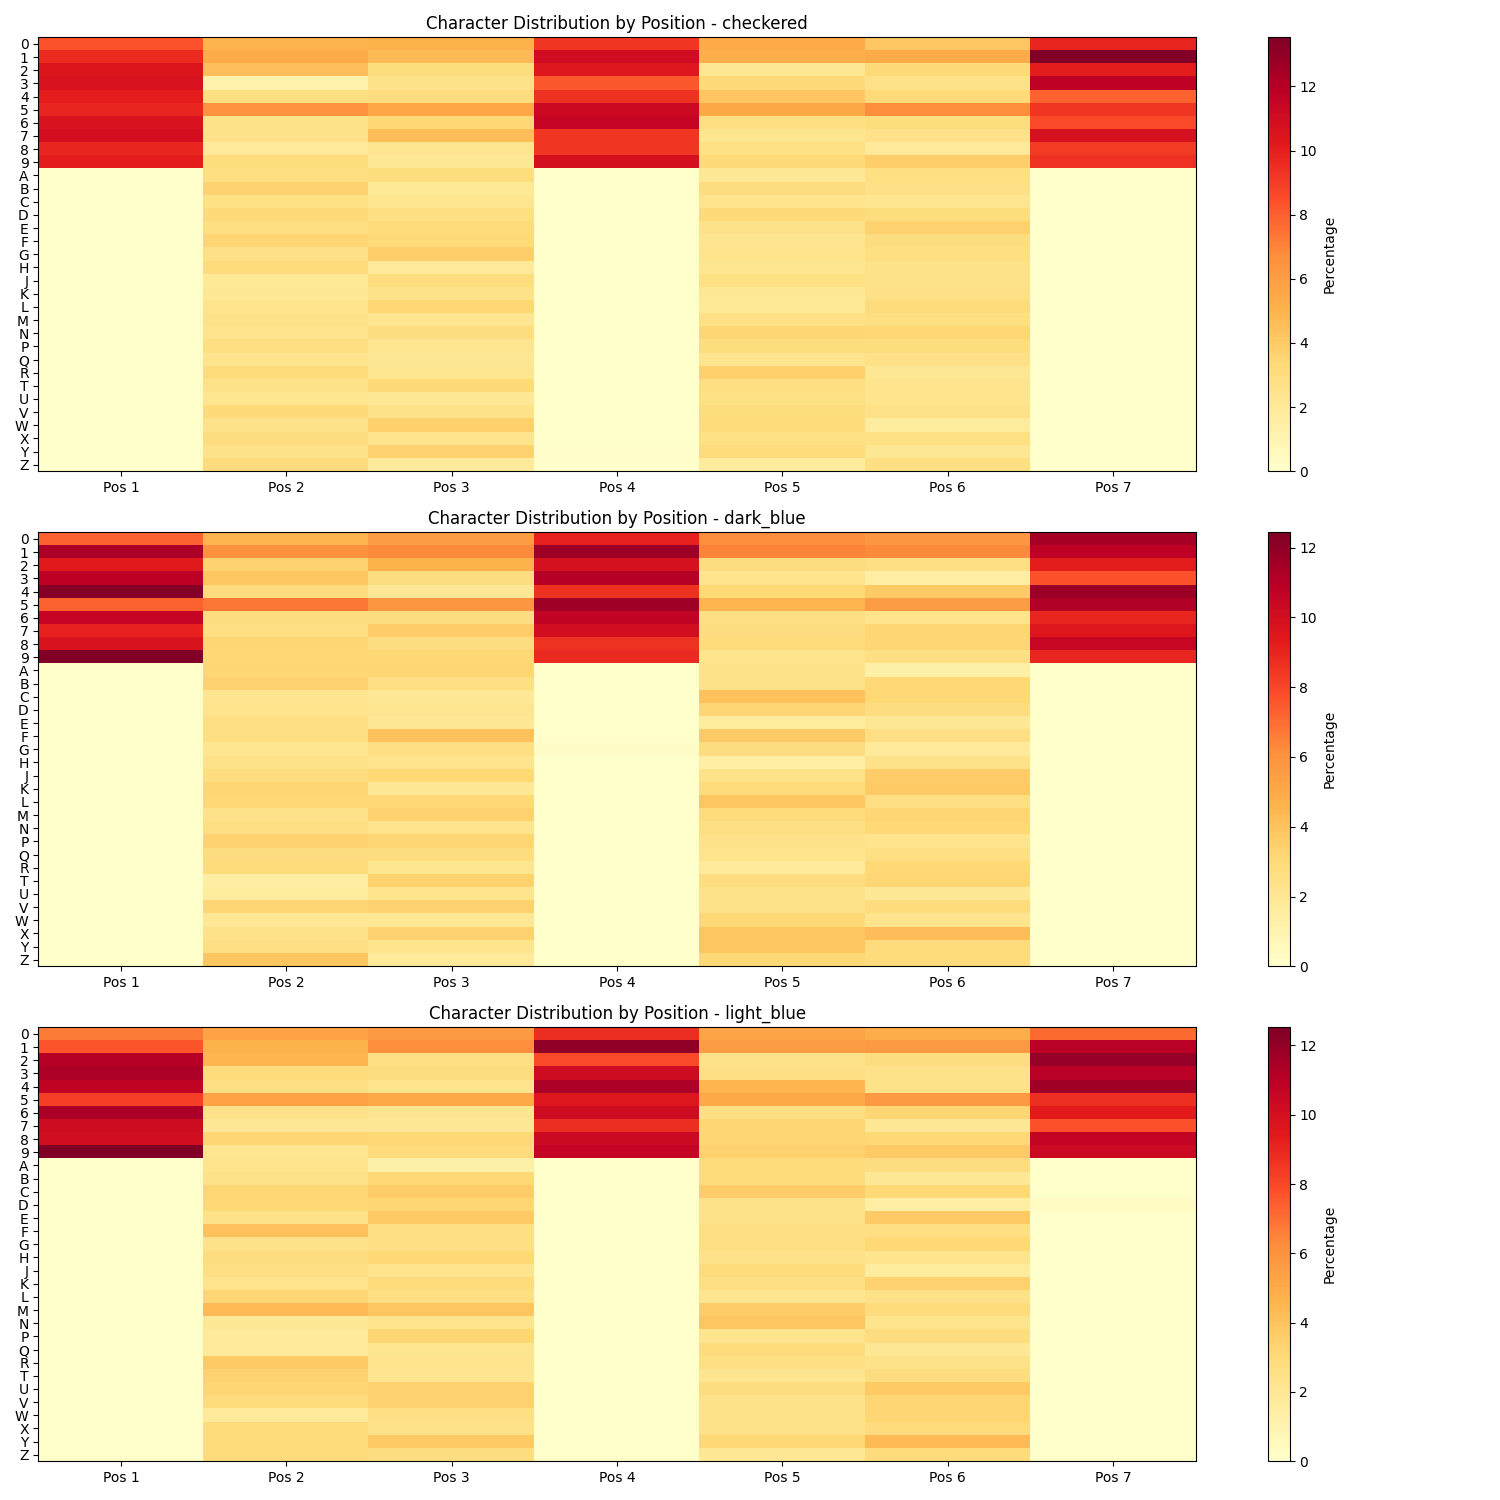 Character Distribution by Position - checkered
0
1
2
3
4
5
6
7
8
9
A
B
C
D
E
F
G
H
J
K
L
M
N
P
Q
R
T
U
V
W
X
Y
Z
Pos 1 Pos 2 Pos 3 Pos 4 Pos 5 Pos 6 Pos 7
12
10
8
6
4
2
0
Percentage
Character Distribution by Position - dark_blue
0
1
2
3
4
5
6
7
8
9
A
B
C
D
E
F
G
H
J
K
L
M
N
P
Q
R
T
U
V
W
X
Y
Z
Pos 1 Pos 2 Pos 3 Pos 4 Pos 5 Pos 6 Pos 7
12
10
8
6
4
2
0
Percentage
Character Distribution by Position - light_blue
0
1
2
3
4
5
6
7
8
9
A
B
C
D
E
F
G
H
J
K
L
M
N
P
Q
R
T
U
V
W
X
Y
Z
Pos 1 Pos 2 Pos 3 Pos 4 Pos 5 Pos 6 Pos 7
12
10
8
6
4
2
0
Percentage